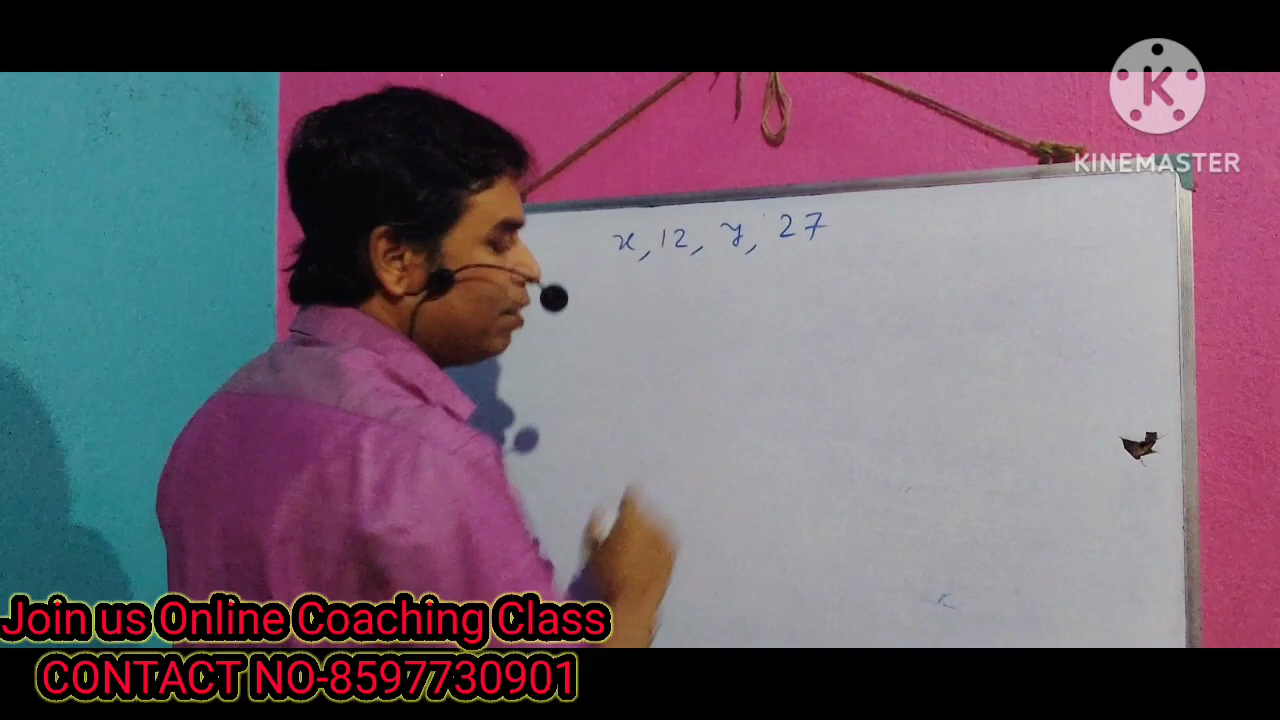 KINEMASTER
x, 12, y, 27
Join us Online Coaching Class
CONTACT NO-8597730901